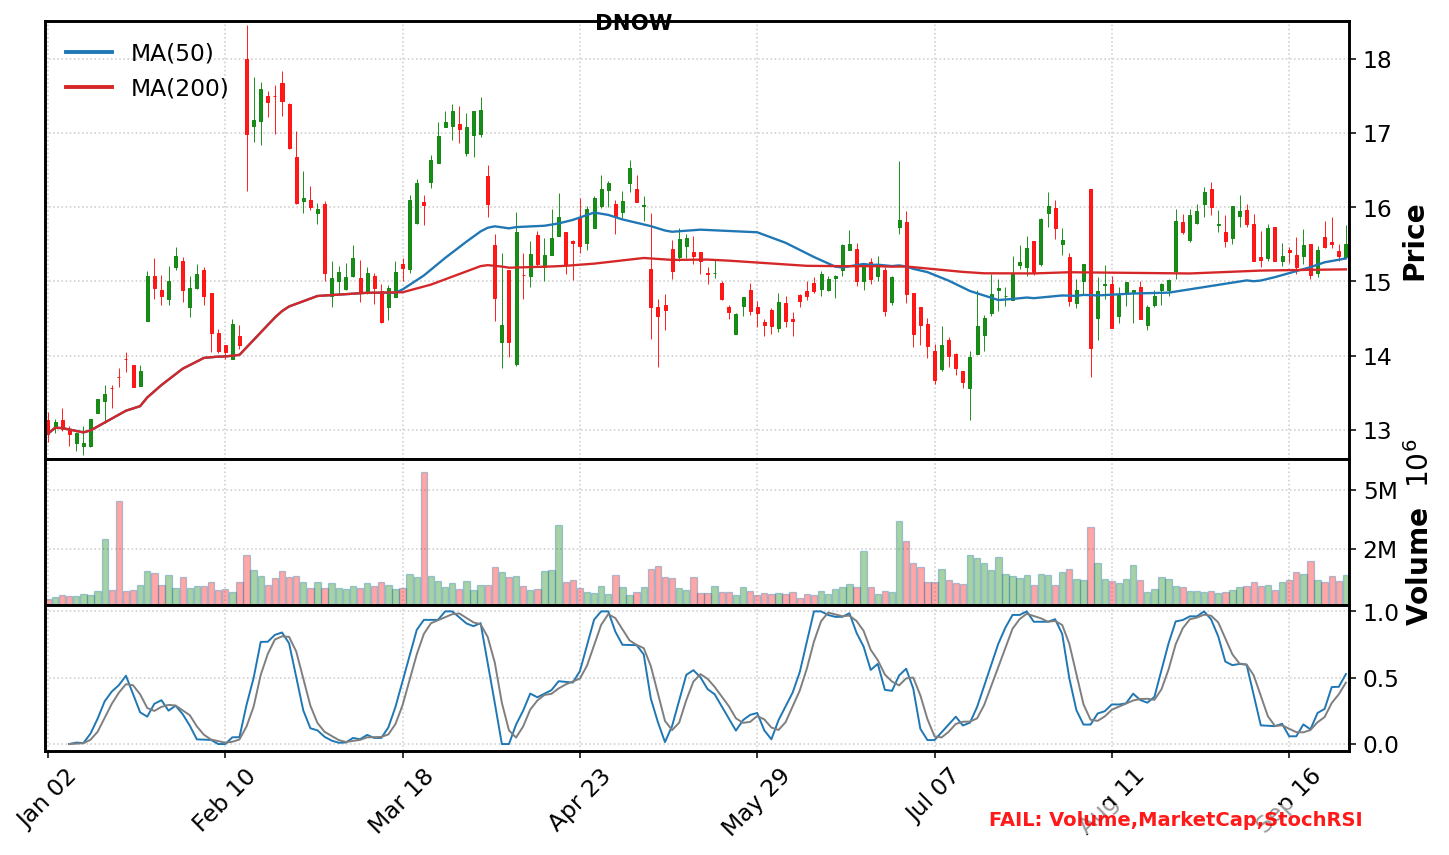 DNOW
MA(50)
MA(200)
18
17
16
15
14
13
Price
5M
2M
Volume 10⁶
1.0
0.5
0.0
Jan 02
Feb 10
Mar 18
Apr 23
May 29
Jul 07
Aug 11
Sep 16
FAIL: Volume,MarketCap,StochRSI